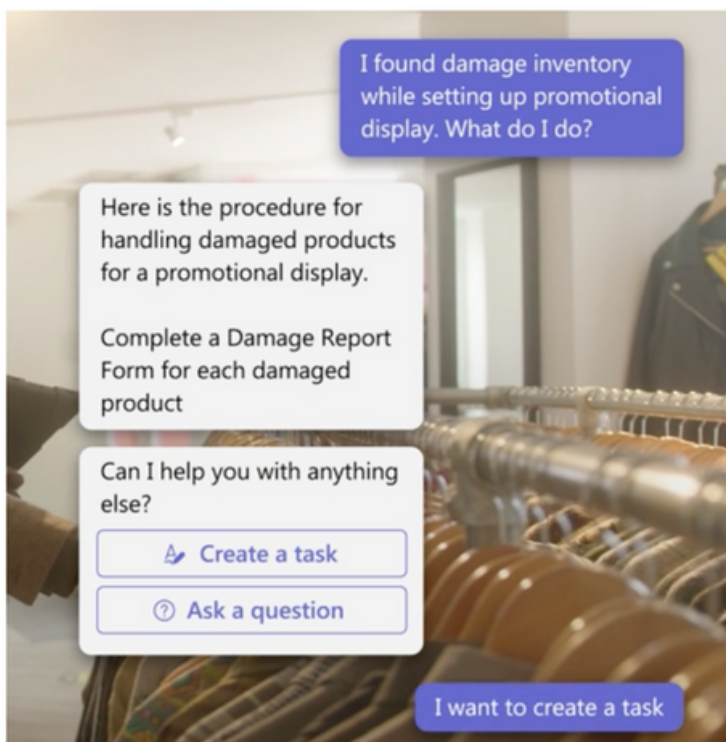 I found damage inventory
while setting up promotional
display. What do I do?
Here is the procedure for
handling damaged products
for a promotional display.
Complete a Damage Report
Form for each damaged
product
Can I help you with anything
else?
Create a task
Ask a question
I want to create a task